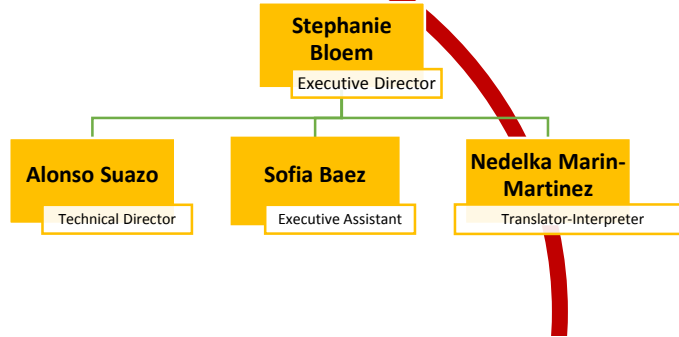 Stephanie
Bloem
Executive Director
Alonso Suazo
Technical Director
Sofia Baez
Executive Assistant
Nedelka Marin-
Martinez
Translator-Interpreter